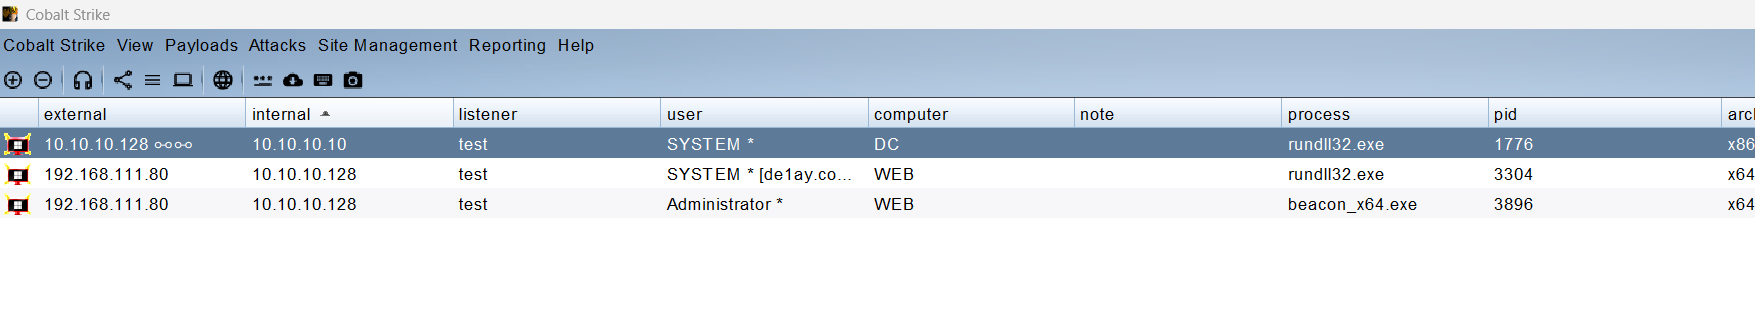 Cobalt Strike
Cobalt Strike View Payloads Attacks Site Management Reporting Help
external internal listener user computer note process pid arcl
10.10.10.128 10.10.10.10 test SYSTEM * DC rundll32.exe 1776 x86
192.168.111.80 10.10.10.128 test SYSTEM * [de1ay.co... WEB rundll32.exe 3304 x64
192.168.111.80 10.10.10.128 test Administrator * WEB beacon_x64.exe 3896 x64